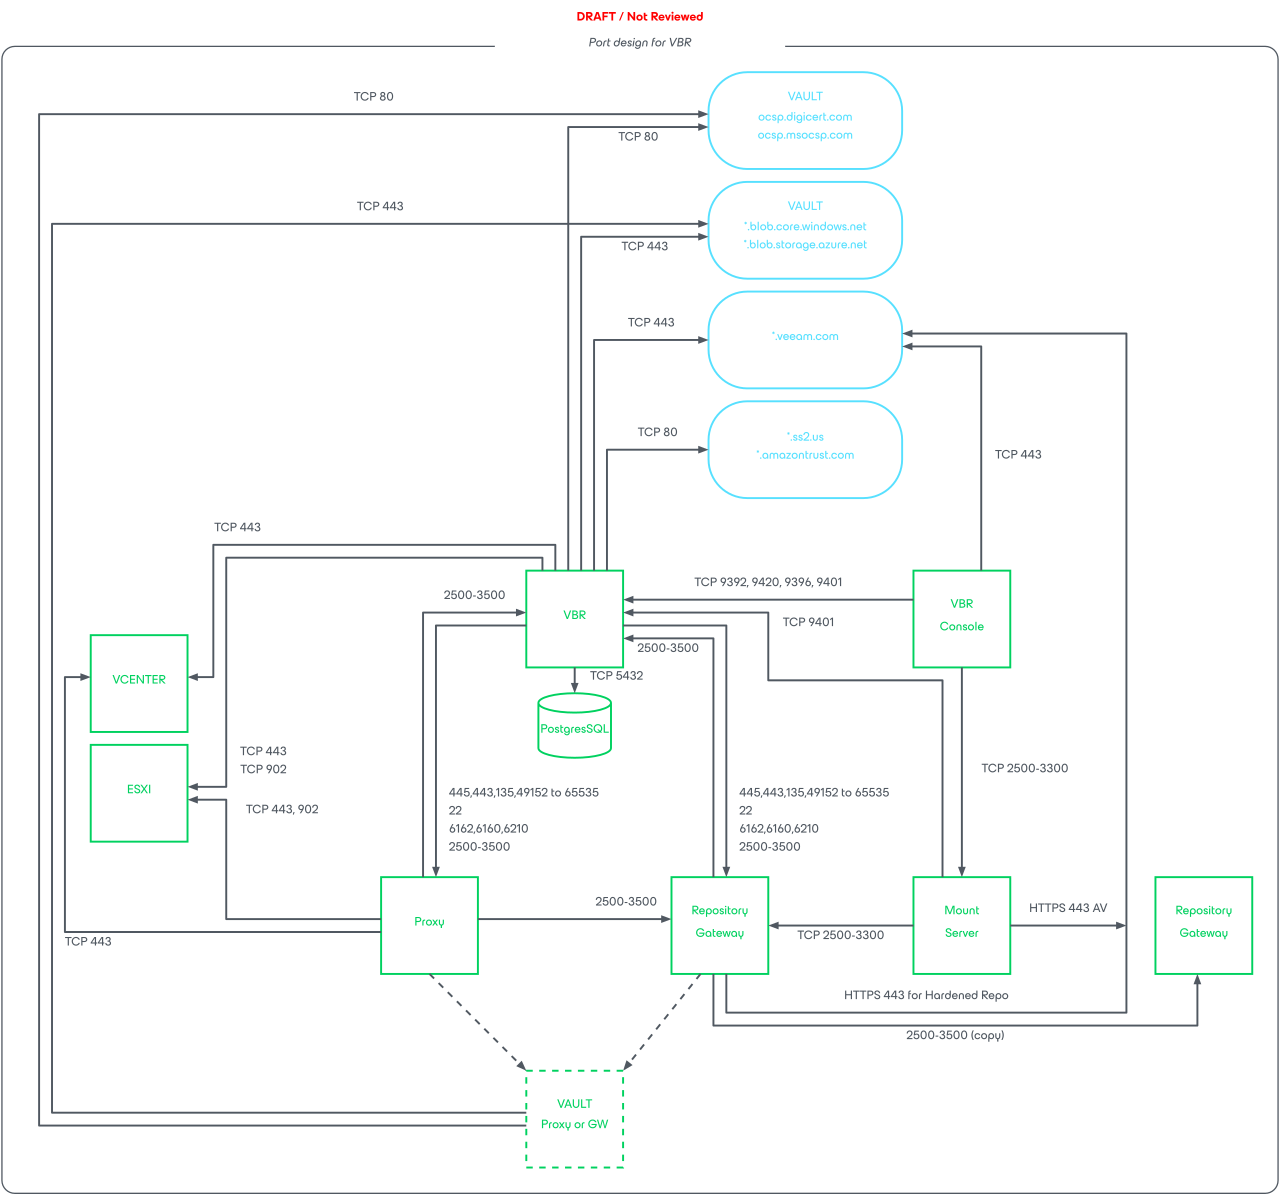 DRAFT / Not Reviewed
Port design for VBR
TCP 80
VAULT
ocsp.digicert.com
ocsp.msocsp.com
TCP 80
TCP 443
VAULT
*.blob.core.windows.net
*.blob.storage.azure.net
TCP 443
TCP 443
*.veeam.com
TCP 80
*.ss2.us
*.amazontrust.com
TCP 443
TCP 443
2500-3500
VBR
TCP 9392, 9420, 9396, 9401
VBR
Console
TCP 9401
2500-3500
TCP 5432
VCENTER
PostgresSQL
TCP 443
TCP 902
TCP 2500-3300
ESXI
TCP 443, 902
445,443,135,49152 to 65535
22
6162,6160,6210
2500-3500
445,443,135,49152 to 65535
22
6162,6160,6210
2500-3500
Proxy
2500-3500
Repository
Gateway
TCP 2500-3300
Mount
Server
HTTPS 443 AV
Repository
Gateway
TCP 443
HTTPS 443 for Hardened Repo
2500-3500 (copy)
VAULT
Proxy or GW